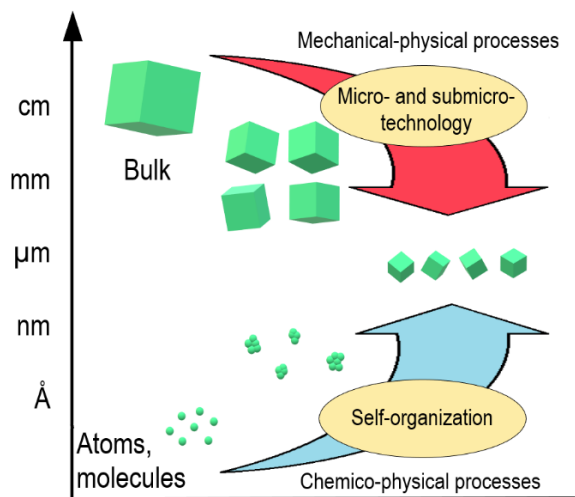 Mechanical-physical processes
Micro- and submicro-
technology
cm
Bulk
mm
µm
nm
Å
Self-organization
Atoms,
molecules
Chemico-physical processes